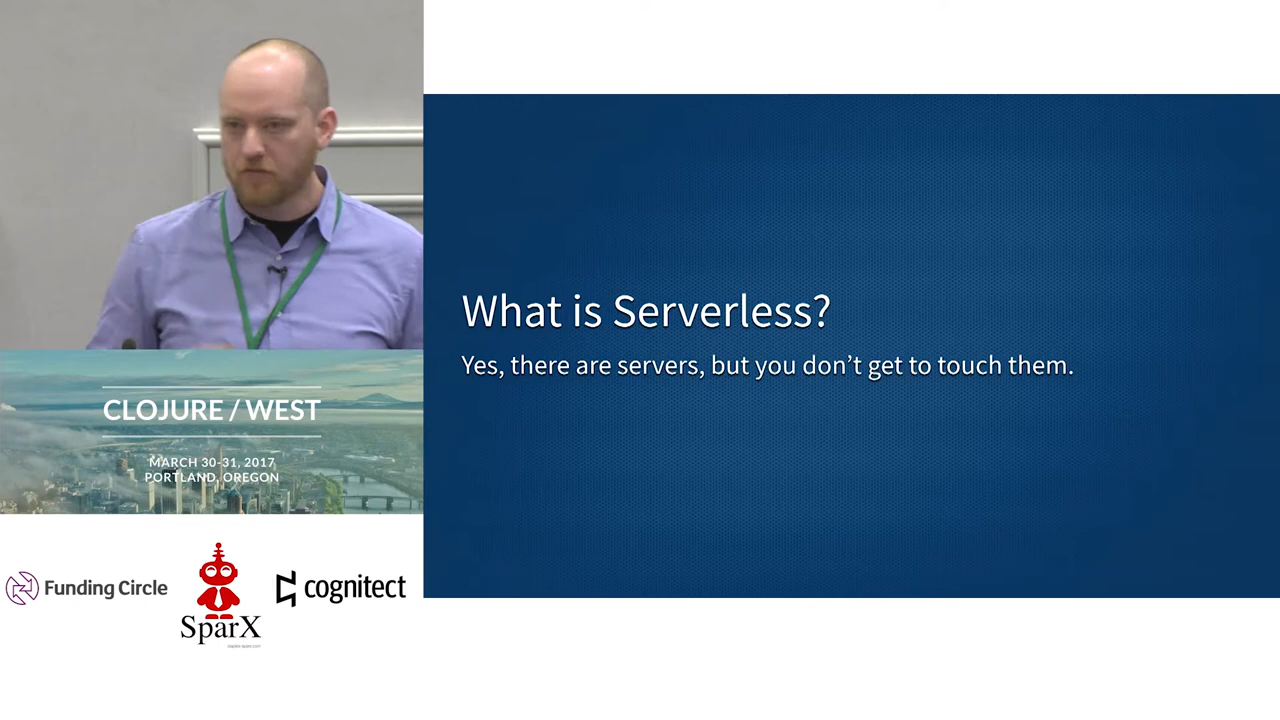 What is Serverless?
Yes, there are servers, but you don't get to touch them.
CLOJURE / WEST
MARCH 30-31, 2017
PORTLAND, OREGON
Funding Circle
SparX
cognitect